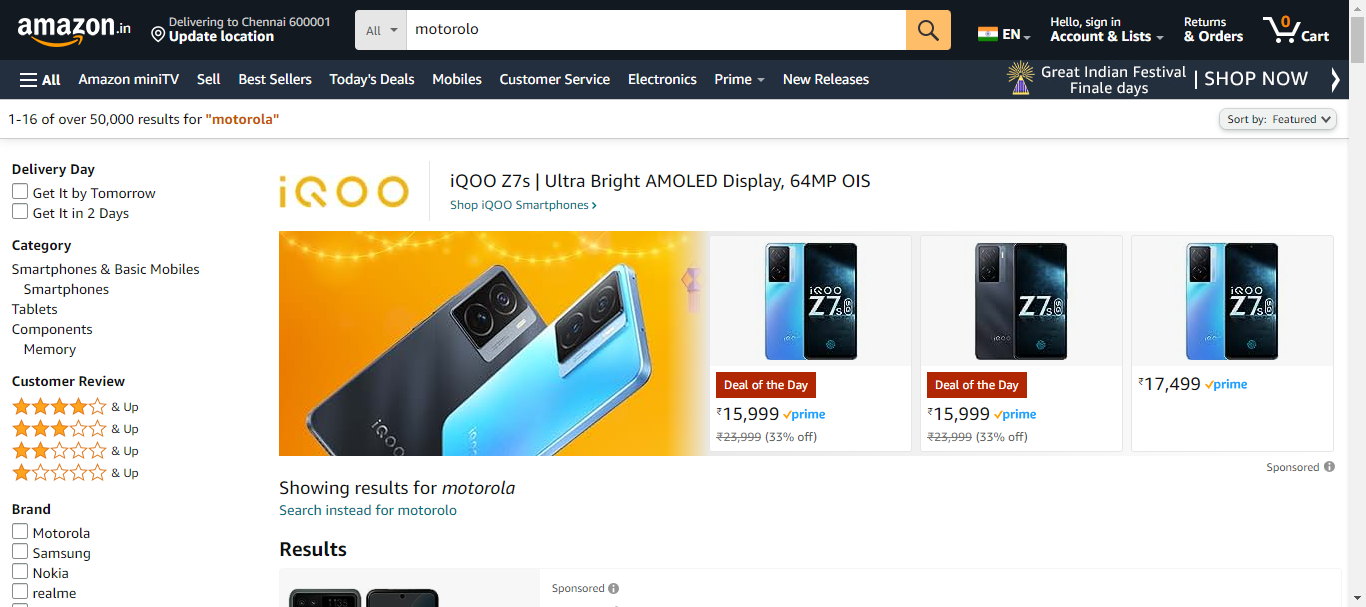 amazon.in
Delivering to Chennai 600001
Update location
All
motorolo
EN
Hello, sign in
Account & Lists
Returns
& Orders
0
Cart
All
Amazon miniTV
Sell
Best Sellers
Today's Deals
Mobiles
Customer Service
Electronics
Prime
New Releases
Great Indian Festival
Finale days
| SHOP NOW
1-16 of over 50,000 results for "motorola"
Sort by: Featured
Delivery Day
Get It by Tomorrow
Get It in 2 Days
Category
Smartphones & Basic Mobiles
Smartphones
Tablets
Components
Memory
Customer Review
& Up
& Up
& Up
& Up
Brand
Motorola
Samsung
Nokia
realme
iQOO
iQOO Z7s | Ultra Bright AMOLED Display, 64MP OIS
Shop iQOO Smartphones ›
iQOO
iQOO
iQOO
Z7s 5G
Deal of the Day
₹15,999 prime
₹23,999 (33% off)
iQOO
Z7s 5G
Deal of the Day
₹15,999 prime
₹23,999 (33% off)
iQOO
Z7s 5G
₹17,499 prime
Sponsored
Showing results for motorola
Search instead for motorolo
Results
Sponsored